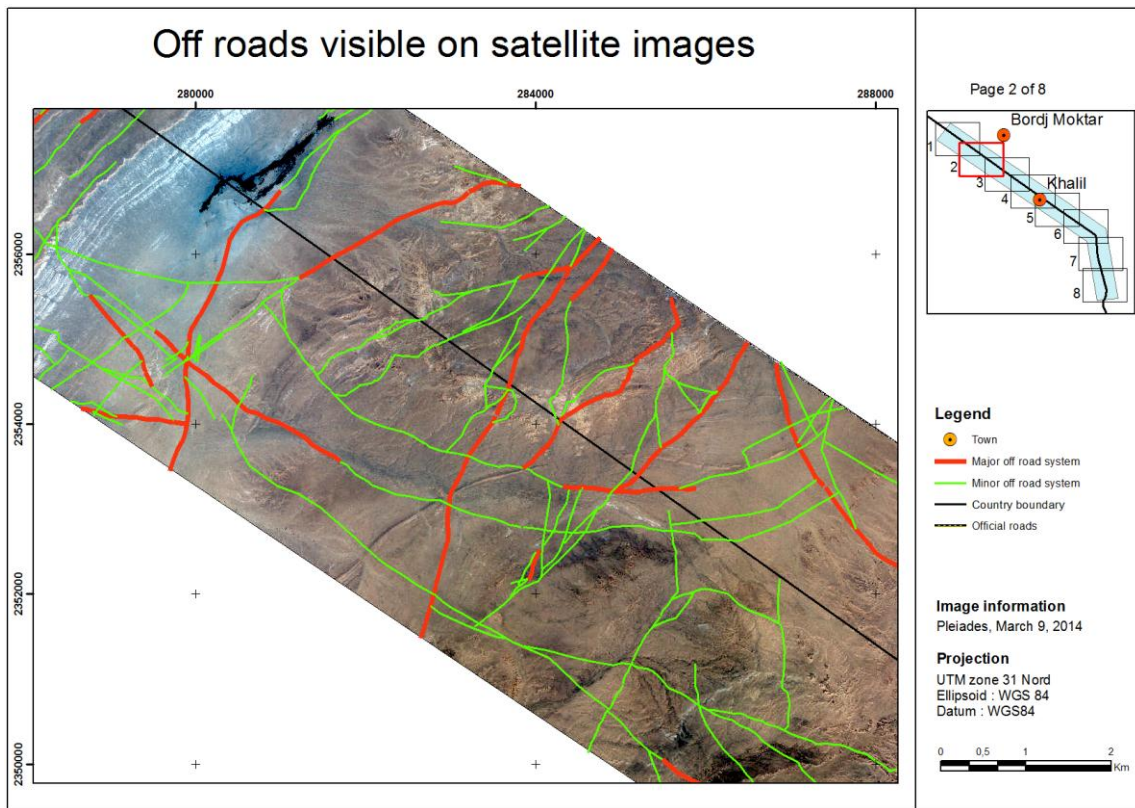 Off roads visible on satellite images
280000
284000
288000
2356000
2354000
2352000
2350000
Page 2 of 8
Bordj Moktar
Khalil
1
2
3
4
5
6
7
8
Legend
Town
Major off road system
Minor off road system
Country boundary
Official roads
Image information
Pleiades, March 9, 2014
Projection
UTM zone 31 Nord
Ellipsoid : WGS 84
Datum : WGS84
0 0,5 1 2
Km